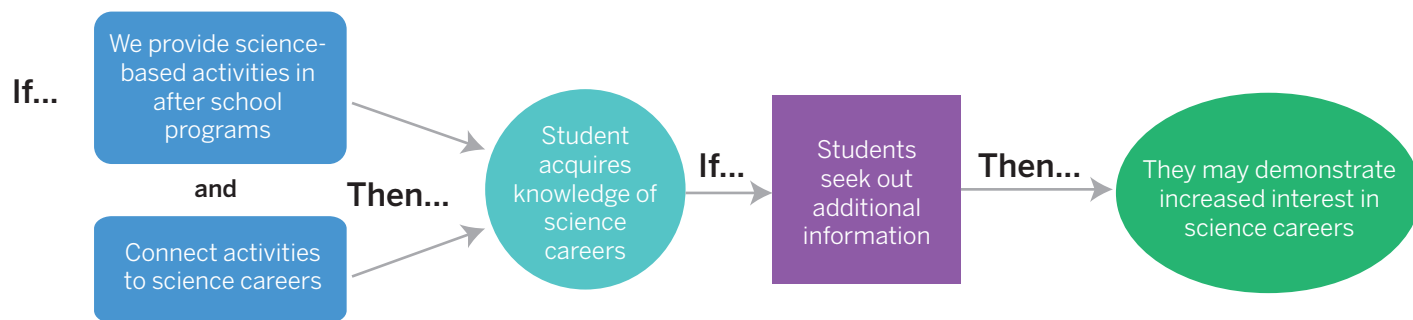 If...
We provide science-
based activities in
after school
programs
and
Connect activities
to science careers
Then...
Student
acquires
knowledge of
science
careers
If...
Students
seek out
additional
information
Then...
They may demonstrate
increased interest in
science careers